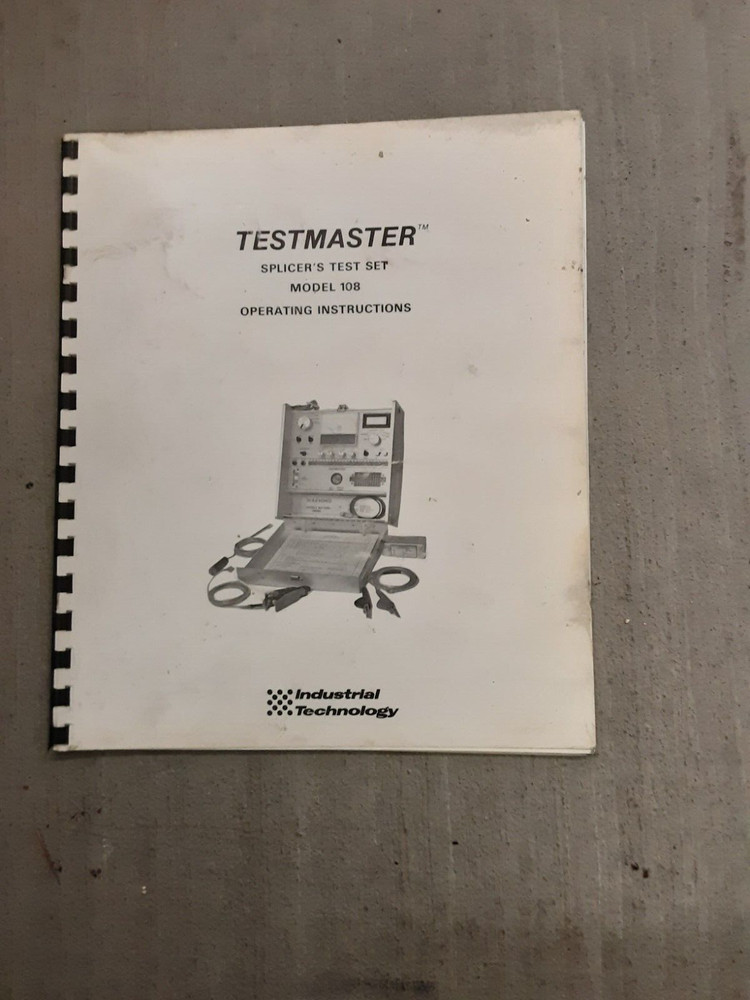 TESTMASTER™
SPLICER'S TEST SET
MODEL 108
OPERATING INSTRUCTIONS
Industrial
Technology